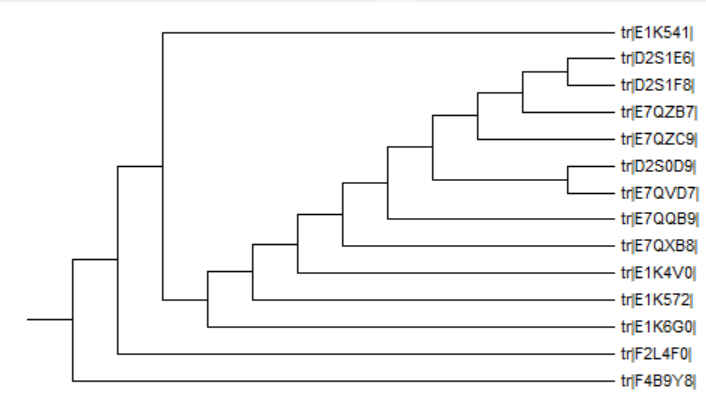 tr|E1K541|
tr|D2S1E6|
tr|D2S1F8|
tr|E7QZB7|
tr|E7QZC9|
tr|D2S0D9|
tr|E7QVD7|
tr|E7QQB9|
tr|E7QXB8|
tr|E1K4V0|
tr|E1K572|
tr|E1K6G0|
tr|F2L4F0|
tr|F4B9Y8|